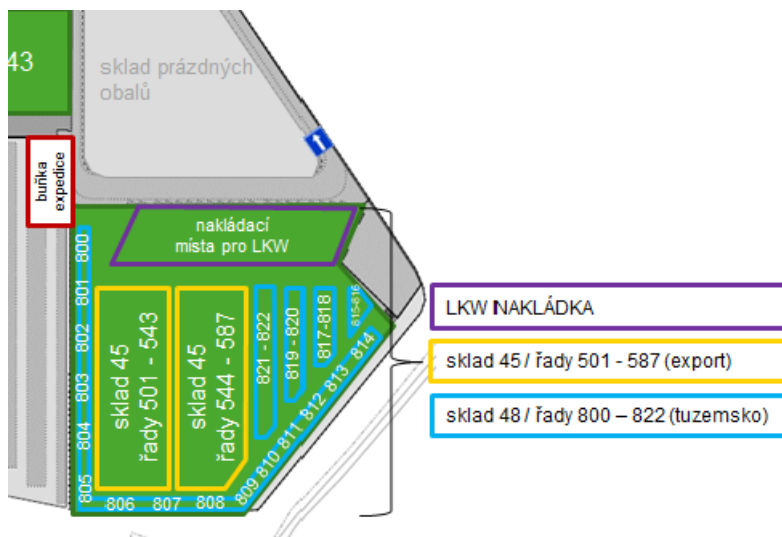 43
sklad prázdných
obalů
buňka
expedice
nakládací
místa pro LKW
800
801
802
803
804
805
806
807
808
809
810
811
812
813
814
sklad 45
řady 501 - 543
sklad 45
řady 544 - 587
821 - 822
819 - 820
817-818
815-816
LKW NAKLÁDKA
sklad 45 / řady 501 - 587 (export)
sklad 48 / řady 800 – 822 (tuzemsko)